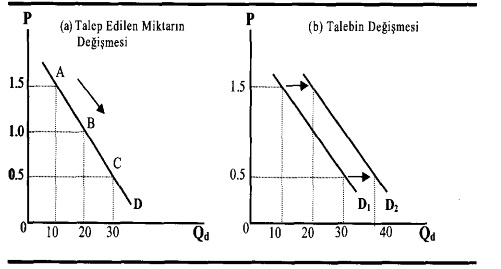 P
(a) Talep Edilen Miktarın
Değişmesi
A
1.5
1.0
B
0.5
C
D
0
10
20
30
Qd
P
(b) Talebin Değişmesi
1.5
0.5
D1
D2
10
20
30
40
Qd